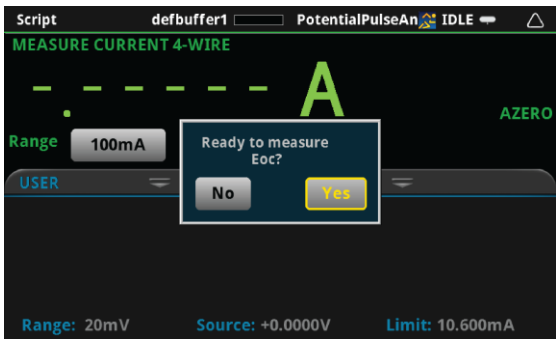 Script defbuffer1 PotentialPulseAn IDLE
MEASURE CURRENT 4-WIRE
-.----- A
AZERO
Range 100mA
Ready to measure
Eoc?
No Yes
USER
Range: 20mV Source: +0.0000V Limit: 10.600mA